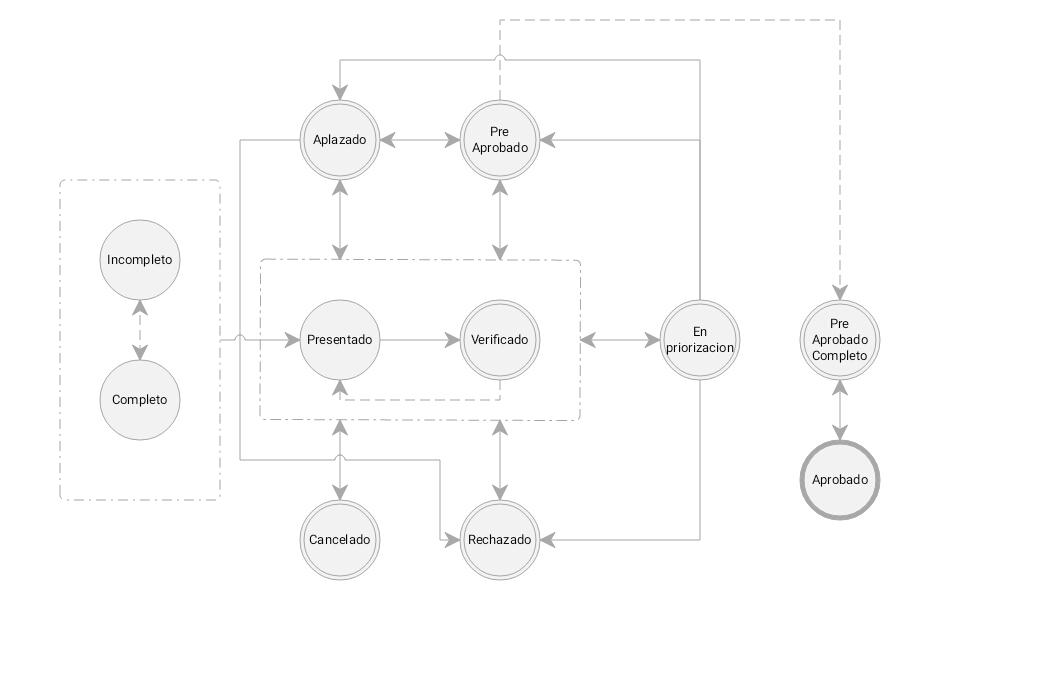 Aplazado
Pre
Aprobado
Incompleto
Completo
Presentado
Verificado
En
priorizacion
Pre
Aprobado
Completo
Aprobado
Cancelado
Rechazado